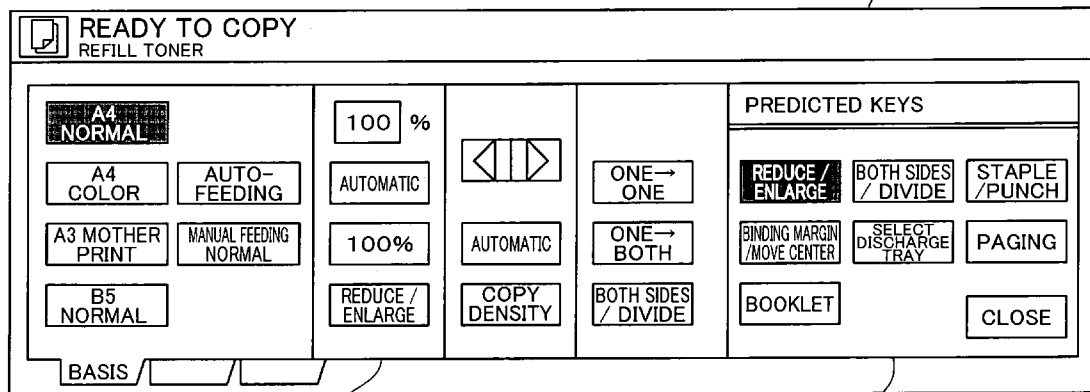 READY TO COPY
REFILL TONER
A4
NORMAL
A4
COLOR
AUTO-
FEEDING
A3 MOTHER
PRINT
MANUAL FEEDING
NORMAL
B5
NORMAL
100 %
AUTOMATIC
100%
REDUCE /
ENLARGE
AUTOMATIC
COPY
DENSITY
ONE→
ONE
ONE→
BOTH
BOTH SIDES
/ DIVIDE
PREDICTED KEYS
REDUCE /
ENLARGE
BOTH SIDES
/ DIVIDE
STAPLE
/PUNCH
BINDING MARGIN
/MOVE CENTER
SELECT
DISCHARGE
TRAY
PAGING
BOOKLET
CLOSE
BASIS